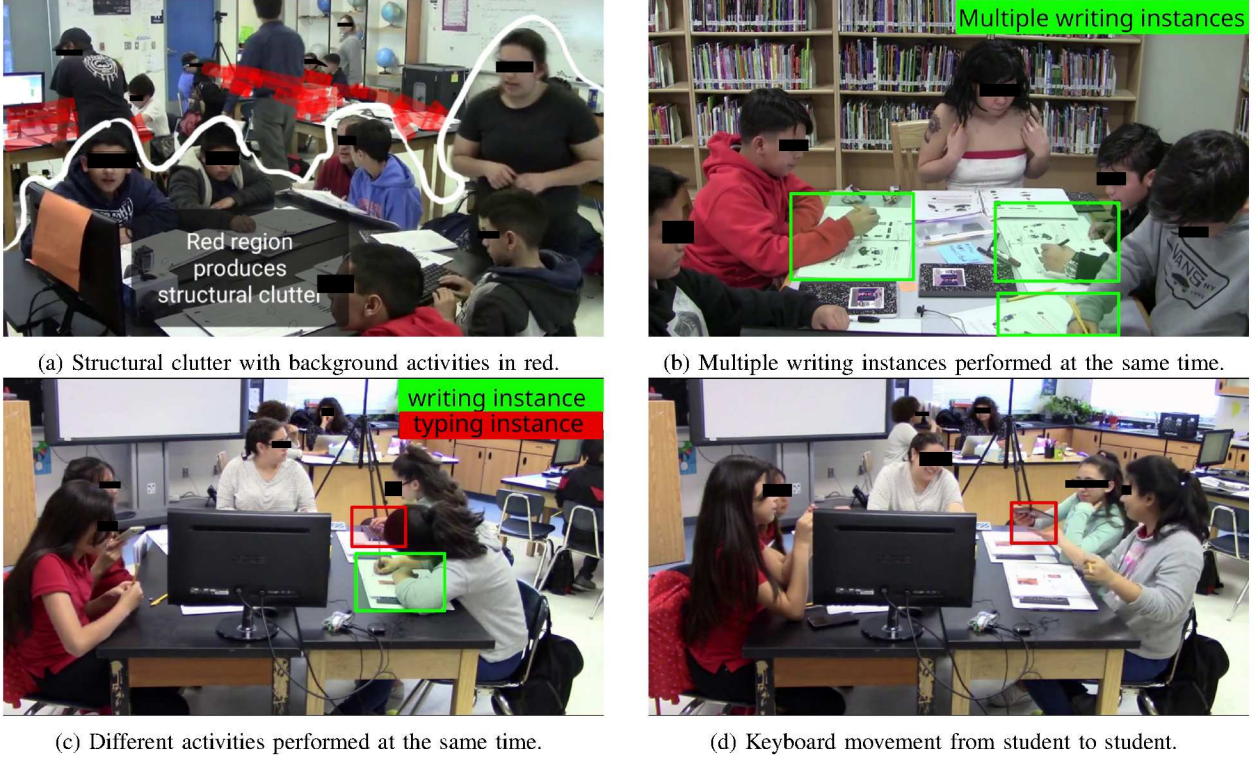 Red region
produces
structural clutter
(a) Structural clutter with background activities in red.
Multiple writing instances
VANS
NY
(b) Multiple writing instances performed at the same time.
writing instance
typing instance
(c) Different activities performed at the same time.
(d) Keyboard movement from student to student.